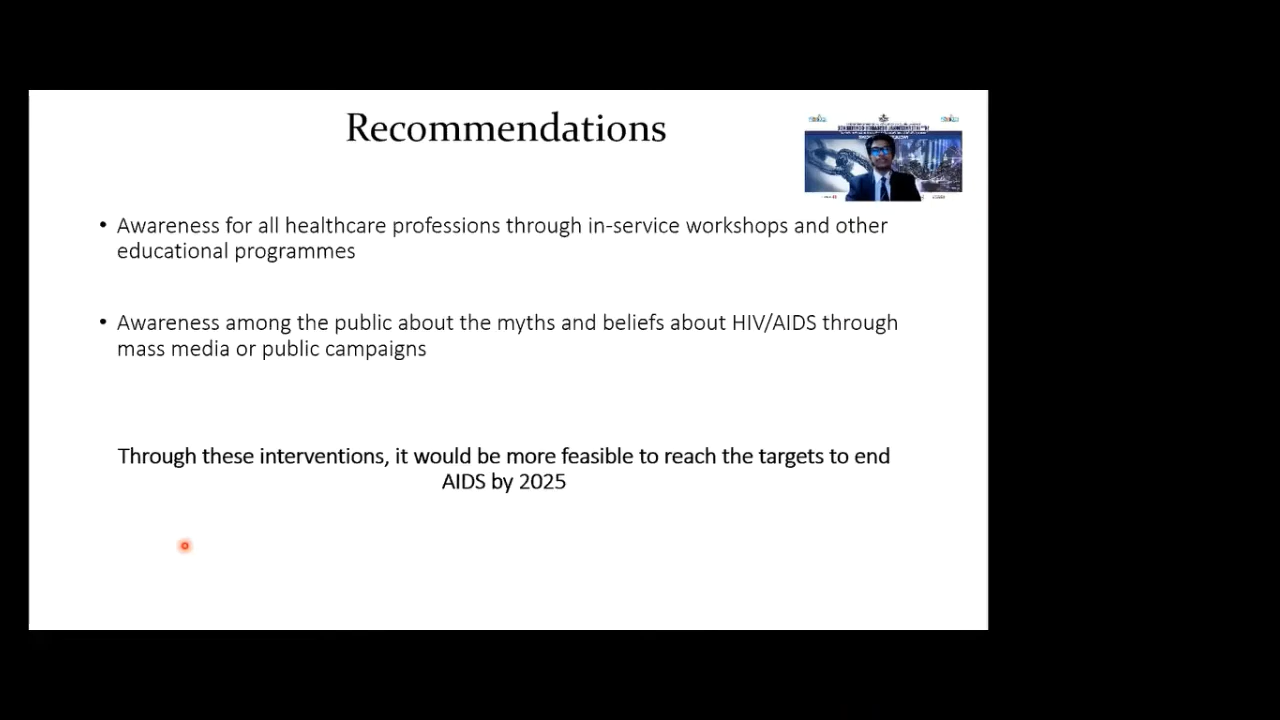 Recommendations
• Awareness for all healthcare professions through in-service workshops and other
educational programmes
• Awareness among the public about the myths and beliefs about HIV/AIDS through
mass media or public campaigns
Through these interventions, it would be more feasible to reach the targets to end
AIDS by 2025